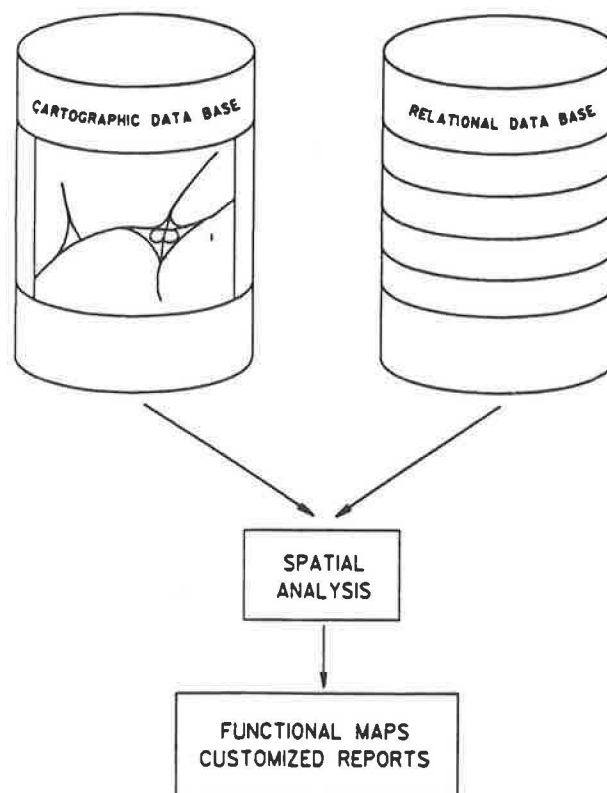 CARTOGRAPHIC DATA BASE
RELATIONAL DATA BASE
SPATIAL
ANALYSIS
FUNCTIONAL MAPS
CUSTOMIZED REPORTS